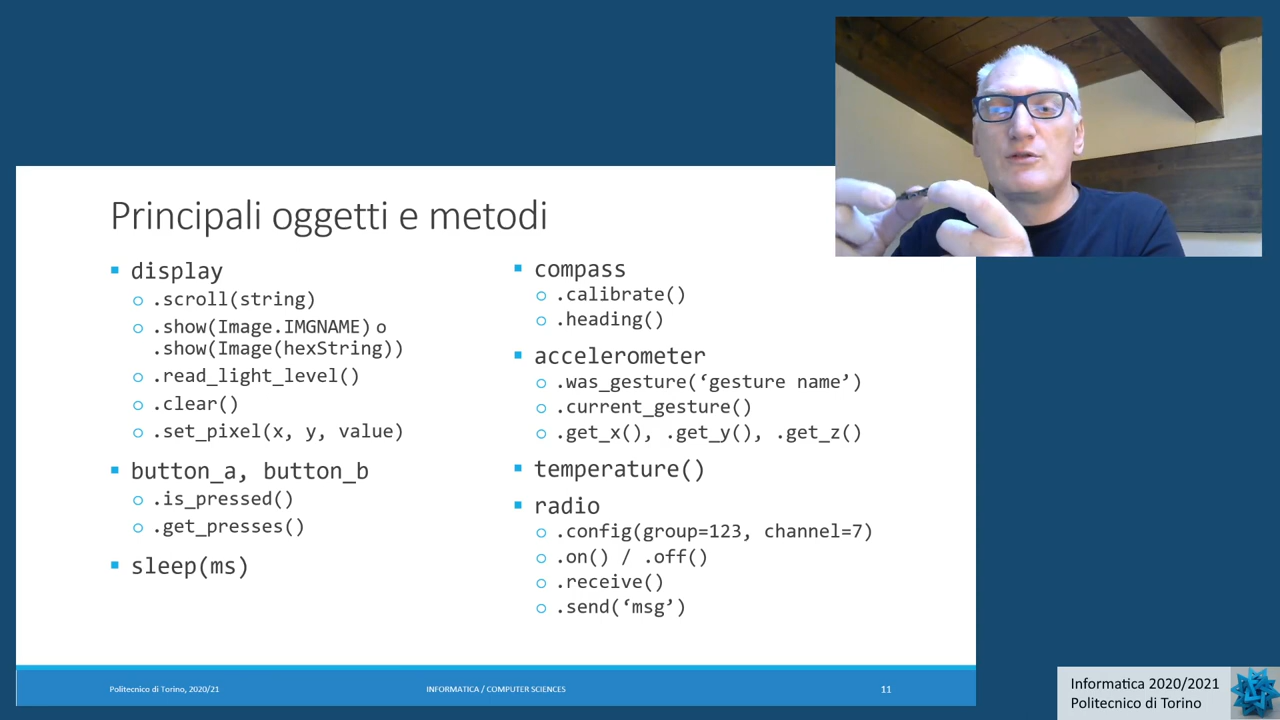 Principali oggetti e metodi
display
.scroll(string)
.show(Image.IMGNAME) o
.show(Image(hexString))
.read_light_level()
.clear()
.set_pixel(x, y, value)
button_a, button_b
.is_pressed()
.get_presses()
sleep(ms)
compass
.calibrate()
.heading()
accelerometer
.was_gesture(‘gesture name’)
.current_gesture()
.get_x(), .get_y(), .get_z()
temperature()
radio
.config(group=123, channel=7)
.on() / .off()
.receive()
.send(‘msg’)
Politecnico di Torino, 2020/21
INFORMATICA / COMPUTER SCIENCES
11
Informatica 2020/2021
Politecnico di Torino